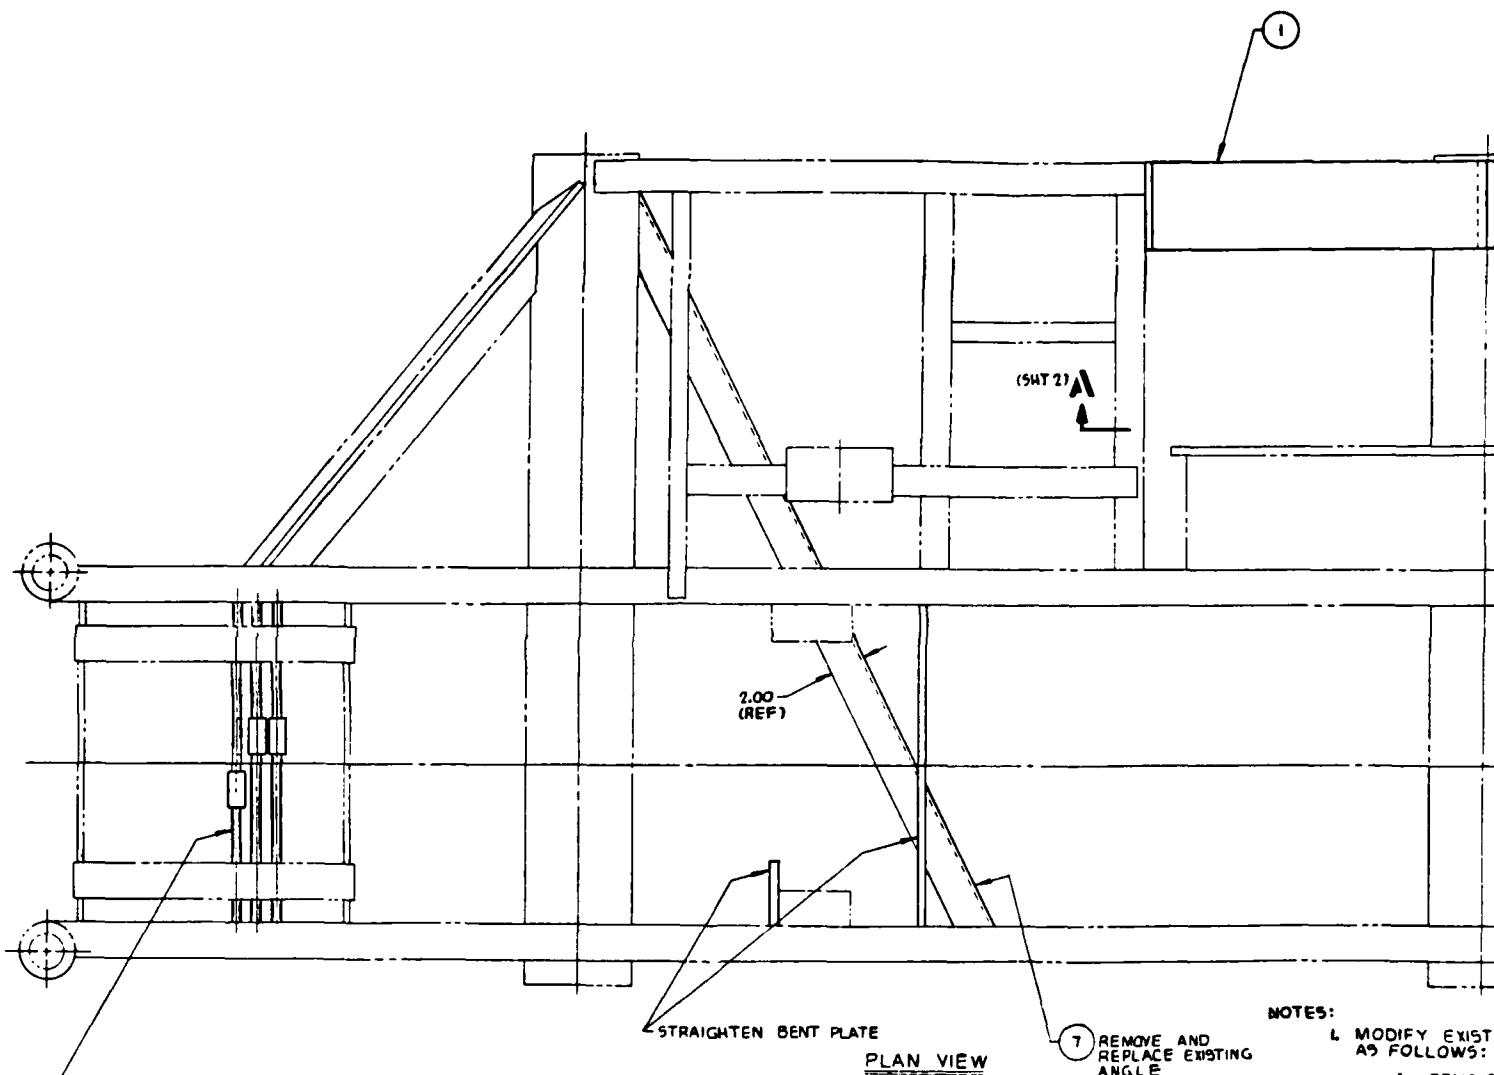 1
(SHT 2) A
2.00
(REF)
STRAIGHTEN BENT PLATE
PLAN VIEW
7 REMOVE AND
REPLACE EXISTING
ANGLE
NOTES:
1. MODIFY EXIST
AS FOLLOWS: